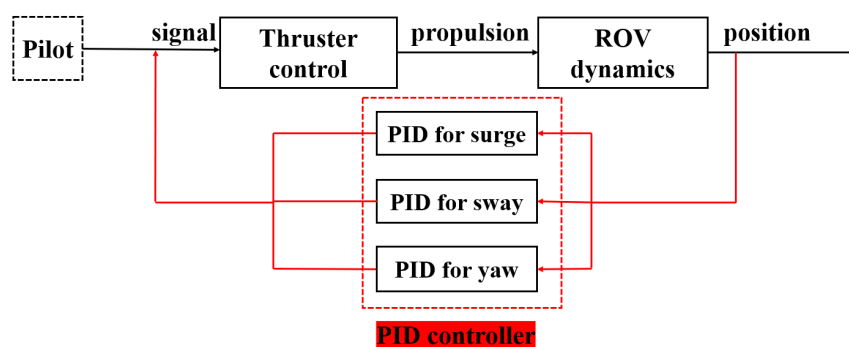 Pilot
signal
Thruster
control
propulsion
ROV
dynamics
position
PID for surge
PID for sway
PID for yaw
PID controller